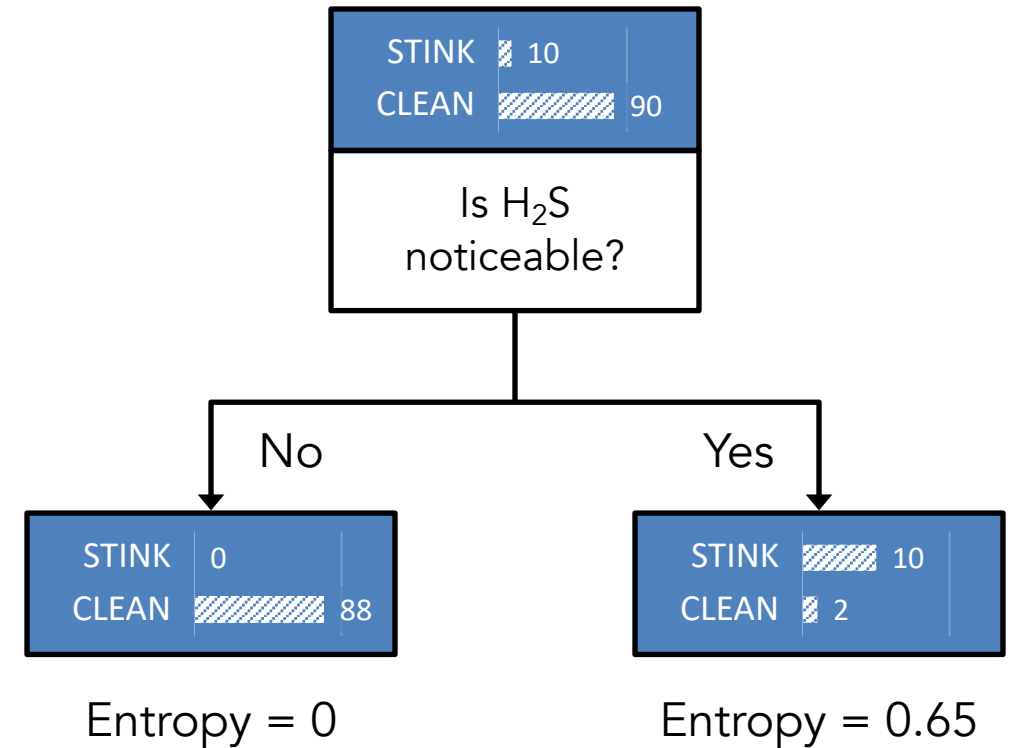 STINK 10
CLEAN 90
Is H₂S
noticeable?
No
Yes
STINK 0
CLEAN 88
STINK 10
CLEAN 2
Entropy = 0
Entropy = 0.65